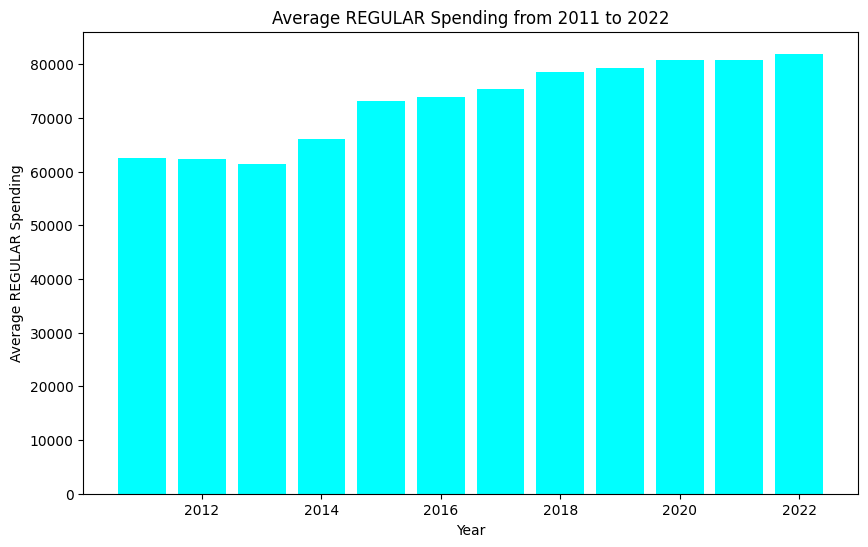 Average REGULAR Spending from 2011 to 2022
Average REGULAR Spending
80000
70000
60000
50000
40000
30000
20000
10000
0
2012 2014 2016 2018 2020 2022
Year